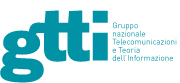 gtti
Gruppo
nazionale
Telecomunicazioni
e Teoria
dell'Informazione